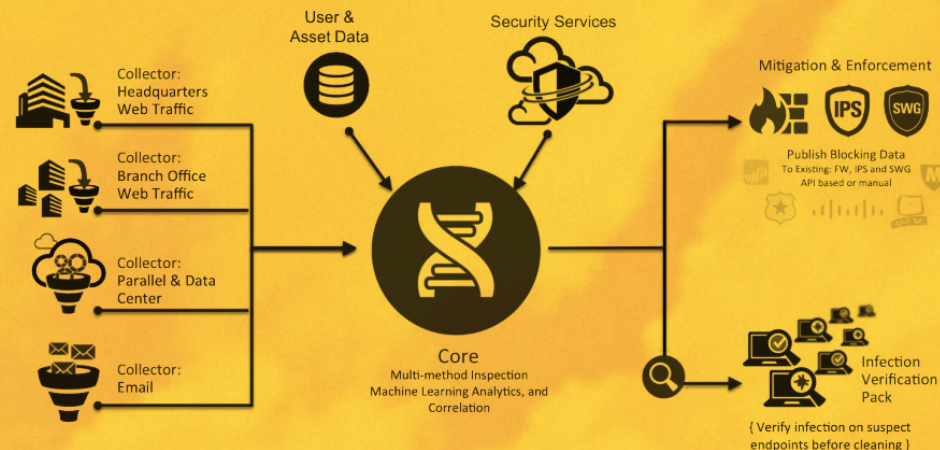 User &
Asset Data
Security Services
Collector:
Headquarters
Web Traffic
Collector:
Branch Office
Web Traffic
Collector:
Parallel & Data
Center
Collector:
Email
Core
Multi-method Inspection
Machine Learning Analytics, and
Correlation
Mitigation & Enforcement
IPS
SWG
Publish Blocking Data
To Existing: FW, IPS and SWG
API based or manual
Infection
Verification
Pack
{ Verify infection on suspect
endpoints before cleaning }